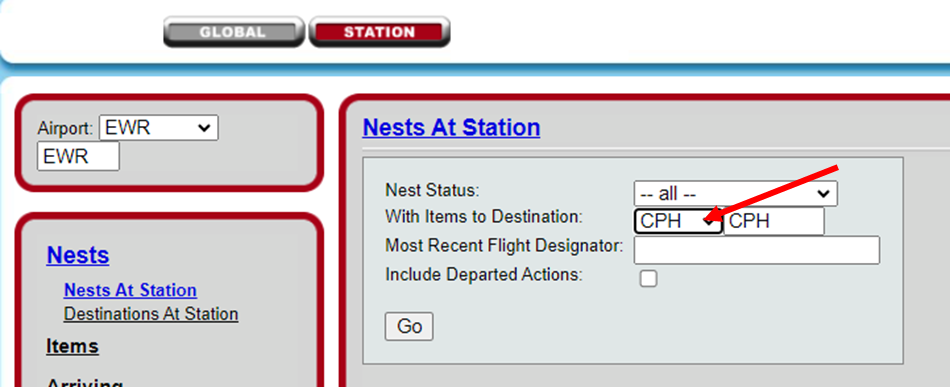 GLOBAL STATION
Airport: EWR
EWR
Nests
Nests At Station
Destinations At Station
Items
Arriving
Nests At Station
Nest Status: -- all --
With Items to Destination: CPH CPH
Most Recent Flight Designator:
Include Departed Actions:
Go